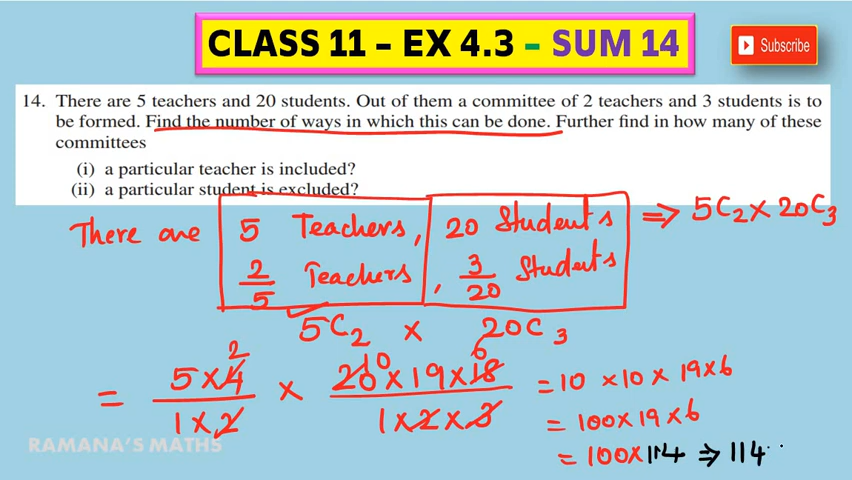 CLASS 11 – EX 4.3 – SUM 14
Subscribe
14. There are 5 teachers and 20 students. Out of them a committee of 2 teachers and 3 students is to
be formed. Find the number of ways in which this can be done. Further find in how many of these
committees
(i) a particular teacher is included?
(ii) a particular student is excluded?
There are 5 Teachers, 20 Students ⇒ 5C₂ × 20C₃
2/5 Teachers, 3/20 Students
5C₂ × 20C₃
2 10 6
= 5×4/1×2 × 20×19×18/1×2×3 = 10 × 10 × 19×6
= 100×19×6
= 100×114 ⇒ 114
RAMANA'S MATHS